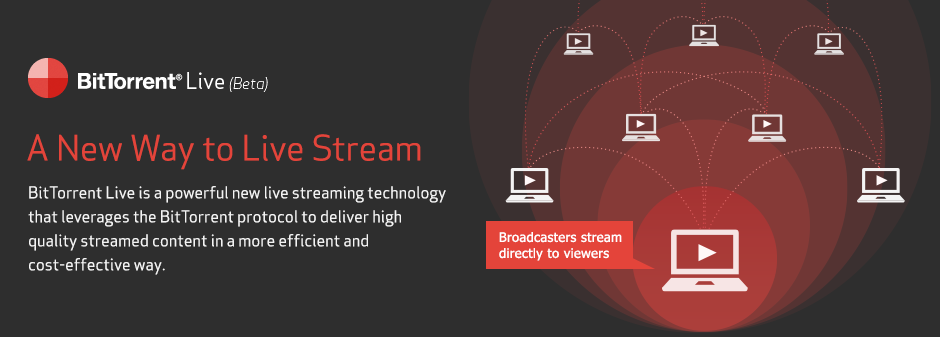 BitTorrent® Live (Beta)
A New Way to Live Stream
BitTorrent Live is a powerful new live streaming technology
that leverages the BitTorrent protocol to deliver high
quality streamed content in a more efficient and
cost-effective way.
Broadcasters stream
directly to viewers